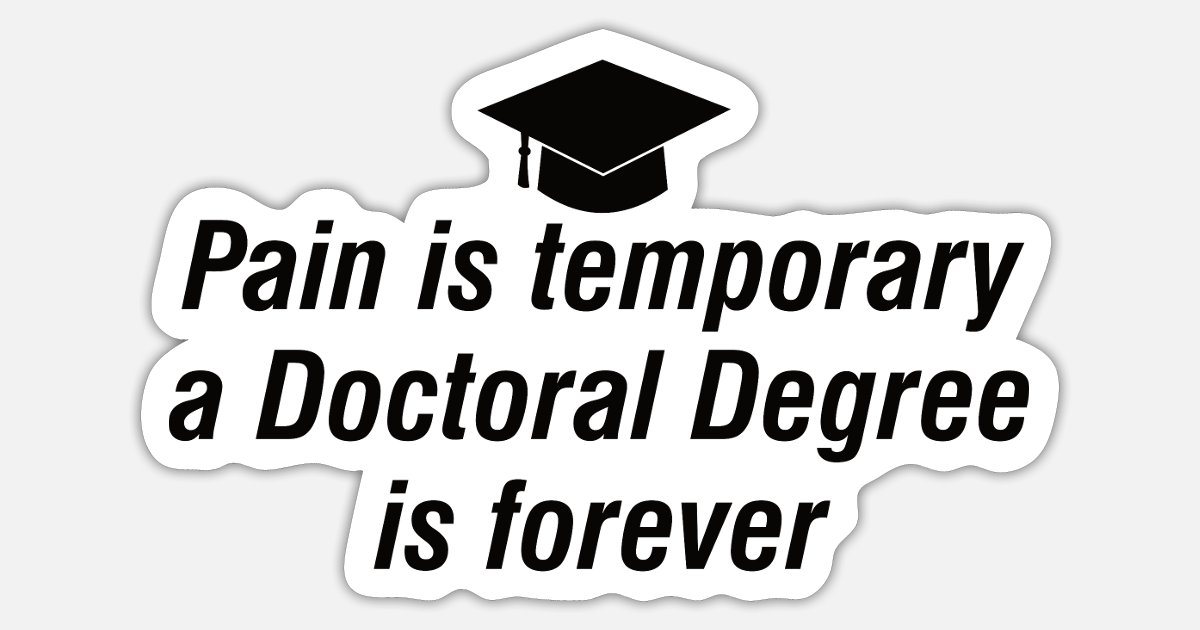 Pain is temporary
a Doctoral Degree
is forever